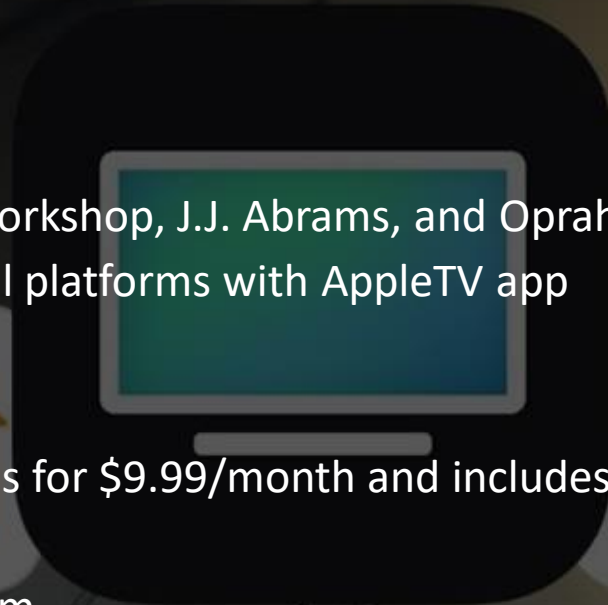 orkshop, J.J. Abrams, and Oprah
l platforms with AppleTV app
s for $9.99/month and includes